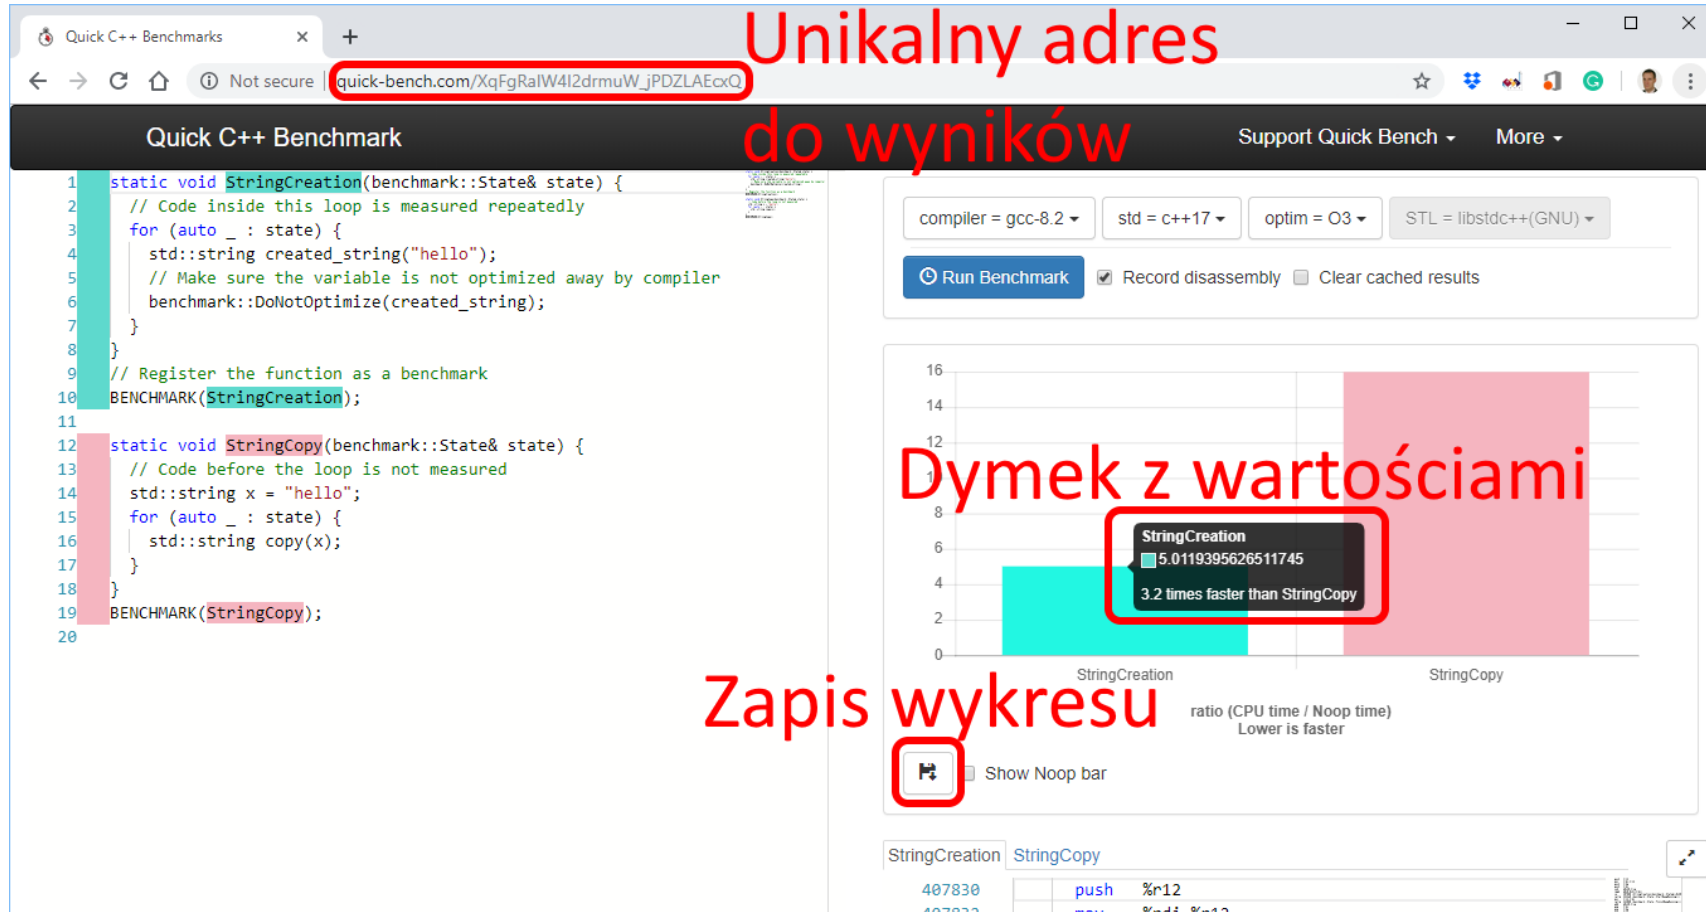 Quick C++ Benchmarks
Unikalny adres
Not secure
quick-bench.com/XqFgRaIW4I2drmuW_jPDZLAEcxQ
do wyników
Quick C++ Benchmark
Support Quick Bench
More
1 static void StringCreation(benchmark::State& state) {
2 // Code inside this loop is measured repeatedly
3 for (auto _ : state) {
4 std::string created_string("hello");
5 // Make sure the variable is not optimized away by compiler
6 benchmark::DoNotOptimize(created_string);
7 }
8 }
9 // Register the function as a benchmark
10 BENCHMARK(StringCreation);
11
12 static void StringCopy(benchmark::State& state) {
13 // Code before the loop is not measured
14 std::string x = "hello";
15 for (auto _ : state) {
16 std::string copy(x);
17 }
18 }
19 BENCHMARK(StringCopy);
20
compiler = gcc-8.2
std = c++17
optim = O3
STL = libstdc++(GNU)
Run Benchmark
Record disassembly
Clear cached results
16
14
12
Dymek z wartościami
8
6
4
2
0
StringCreation
5.0119395626511745
3.2 times faster than StringCopy
StringCreation
StringCopy
ratio (CPU time / Noop time)
Lower is faster
Zapis wykresu
Show Noop bar
StringCreation
StringCopy
407830 push %r12